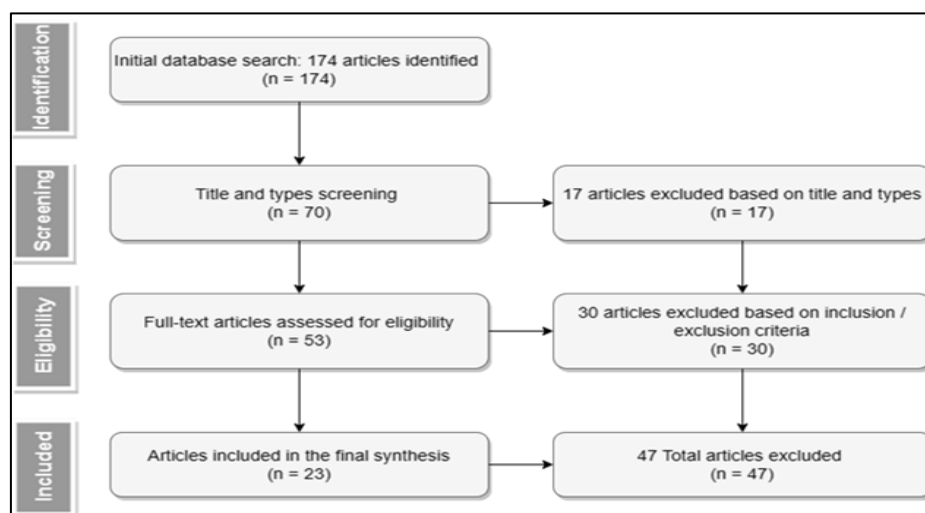 Identification
Initial database search: 174 articles identified
(n = 174)
Screening
Title and types screening
(n = 70)
17 articles excluded based on title and types
(n = 17)
Eligibility
Full-text articles assessed for eligibility
(n = 53)
30 articles excluded based on inclusion /
exclusion criteria
(n = 30)
Included
Articles included in the final synthesis
(n = 23)
47 Total articles excluded
(n = 47)